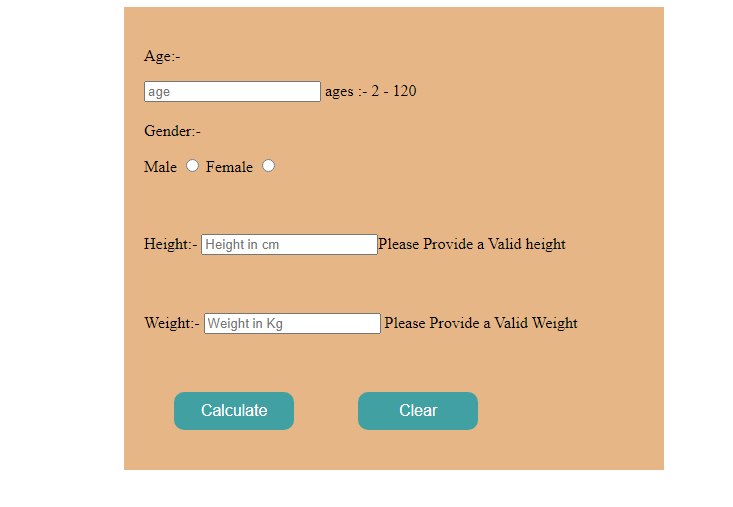 Age:-
age ages :- 2 - 120
Gender:-
Male Female
Height:- Height in cm Please Provide a Valid height
Weight:- Weight in Kg Please Provide a Valid Weight
Calculate Clear